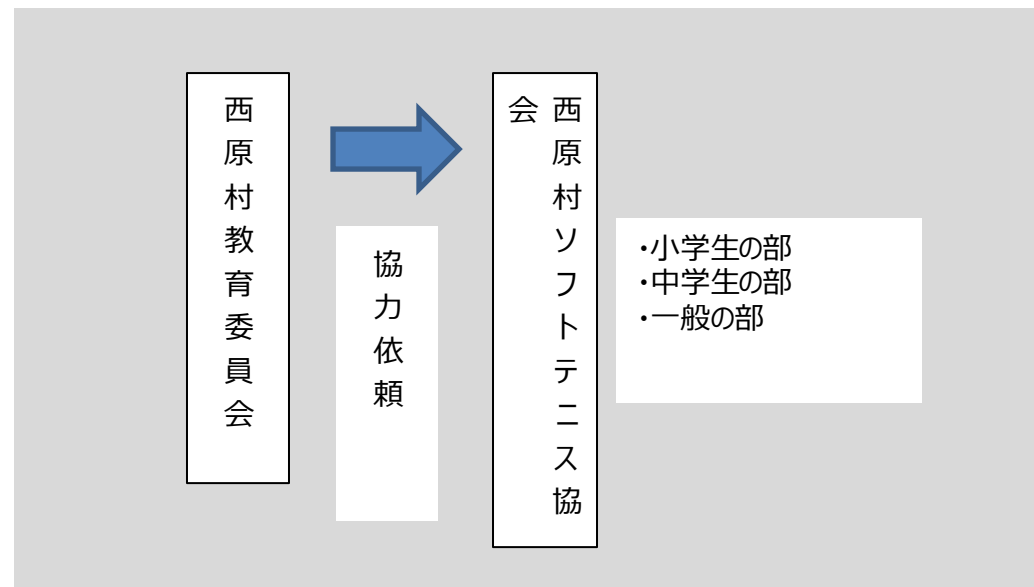 西原村教育委員会
協力依頼
西原村ソフトテニス協
会
・小学生の部
・中学生の部
・一般の部